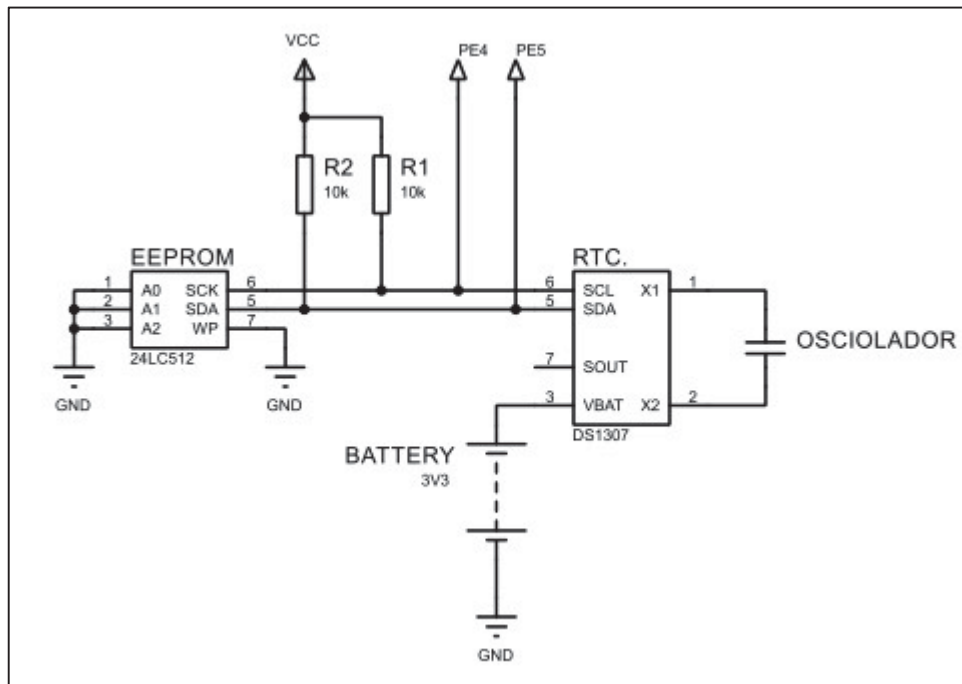 VCC
PE4
PE5
R2
10k
R1
10k
EEPROM
1 A0 SCK 6
2 A1 SDA 5
3 A2 WP 7
24LC512
GND
GND
RTC.
6 SCL X1 1
5 SDA
7 SOUT
3 VBAT X2 2
DS1307
OSCIOLADOR
BATTERY
3V3
GND